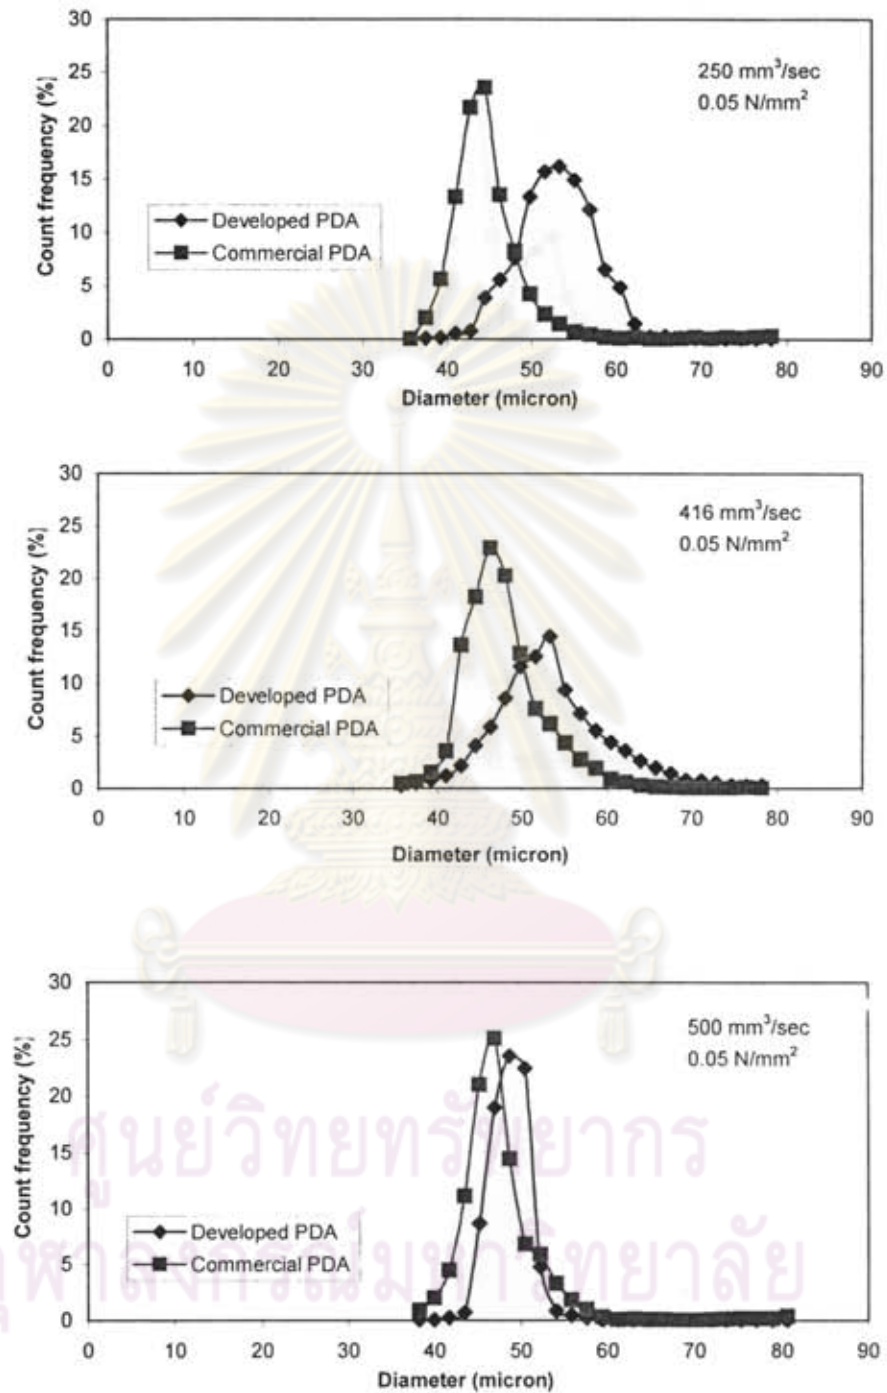 30
25
20
15
10
5
0
Count frequency (%)
250 mm³/sec
0.05 N/mm²
Developed PDA
Commercial PDA
0 10 20 30 40 50 60 70 80 90
Diameter (micron)
30
25
20
15
10
5
0
Count frequency (%)
416 mm³/sec
0.05 N/mm²
Developed PDA
Commercial PDA
0 10 20 30 40 50 60 70 80 90
Diameter (micron)
30
25
20
15
10
5
0
Count frequency (%)
500 mm³/sec
0.05 N/mm²
ศูนย์วิทยทรัพยากร
Developed PDA
Commercial PDA
จุฬาลงกรณ์มหาวิทยาลัย
0 10 20 30 40 50 60 70 80 90
Diameter (micron)